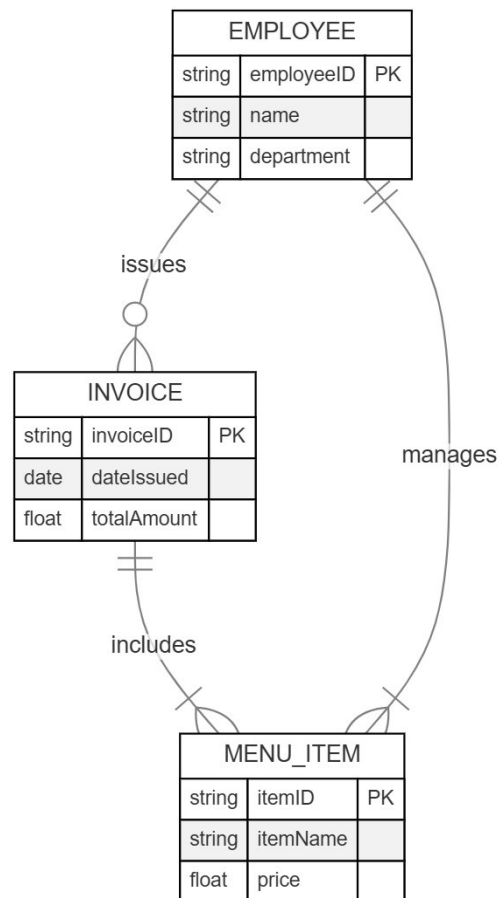 EMPLOYEE
string employeeID PK
string name
string department
issues
INVOICE
string invoiceID PK
date dateIssued
float totalAmount
manages
includes
MENU_ITEM
string itemID PK
string itemName
float price